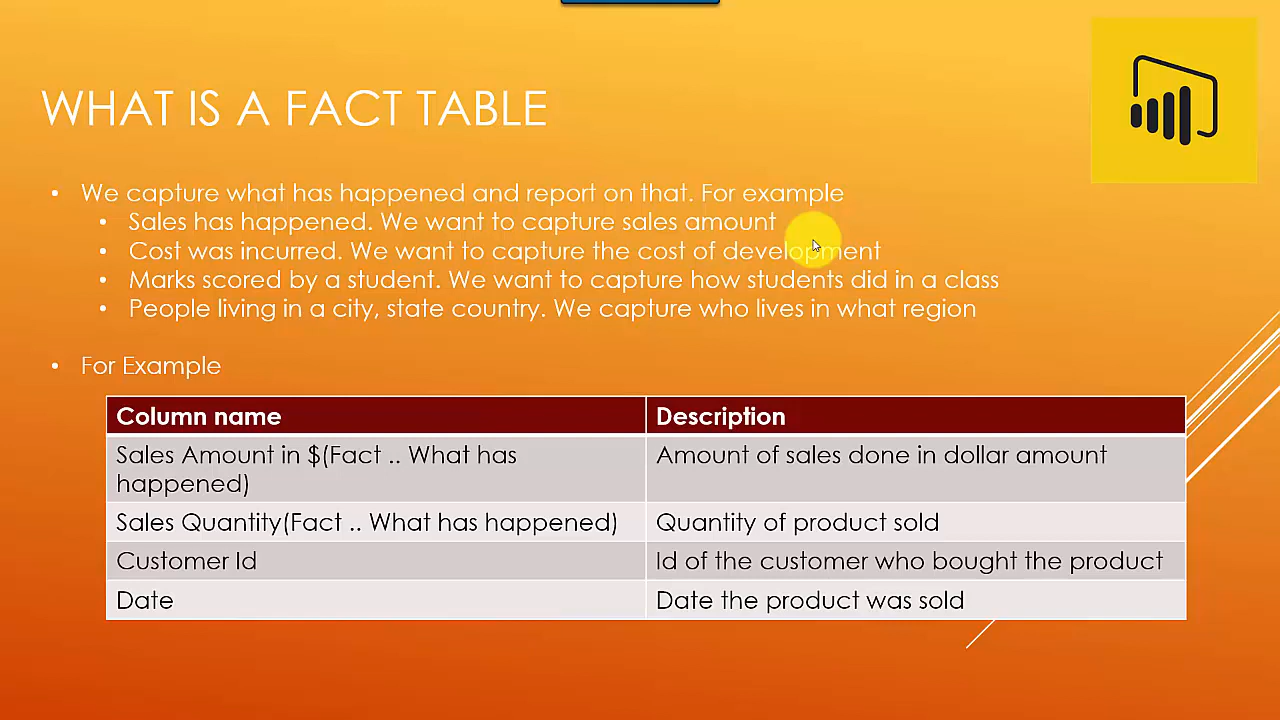 WHAT IS A FACT TABLE
• We capture what has happened and report on that. For example
• Sales has happened. We want to capture sales amount
• Cost was incurred. We want to capture the cost of development
• Marks scored by a student. We want to capture how students did in a class
• People living in a city, state country. We capture who lives in what region
• For Example
Column name Description
Sales Amount in $(Fact .. What has Amount of sales done in dollar amount
happened)
Sales Quantity(Fact .. What has happened) Quantity of product sold
Customer Id Id of the customer who bought the product
Date Date the product was sold